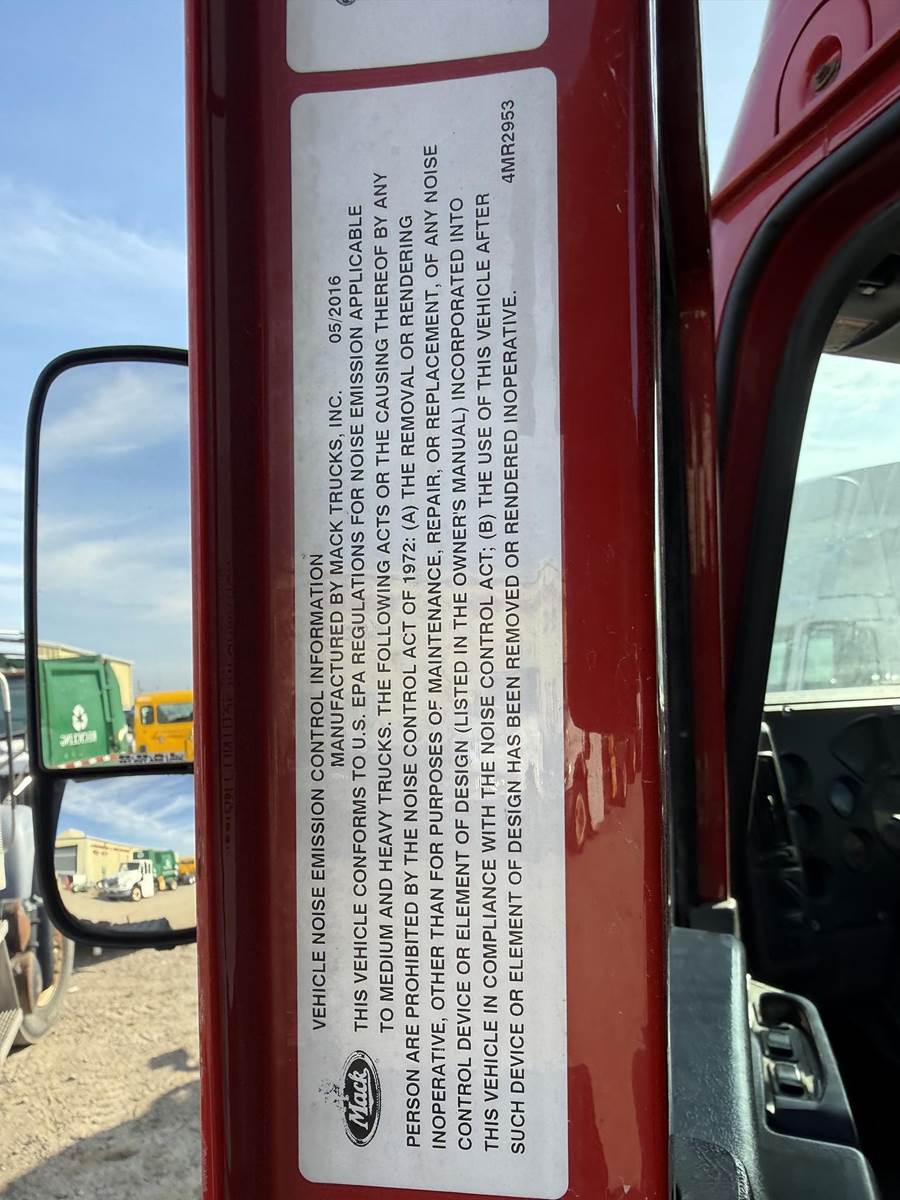 VEHICLE NOISE EMISSION CONTROL INFORMATION
MANUFACTURED BY MACK TRUCKS, INC. 05/2016
THIS VEHICLE CONFORMS TO U.S. EPA REGULATIONS FOR NOISE EMISSION APPLICABLE
TO MEDIUM AND HEAVY TRUCKS. THE FOLLOWING ACTS OR THE CAUSING THEREOF BY ANY
PERSON ARE PROHIBITED BY THE NOISE CONTROL ACT OF 1972: (A) THE REMOVAL OR RENDERING
INOPERATIVE, OTHER THAN FOR PURPOSES OF MAINTENANCE, REPAIR, OR REPLACEMENT, OF ANY NOISE
CONTROL DEVICE OR ELEMENT OF DESIGN (LISTED IN THE OWNER'S MANUAL) INCORPORATED INTO
THIS VEHICLE IN COMPLIANCE WITH THE NOISE CONTROL ACT; (B) THE USE OF THIS VEHICLE AFTER
SUCH DEVICE OR ELEMENT OF DESIGN HAS BEEN REMOVED OR RENDERED INOPERATIVE. 4MR2953
Mack